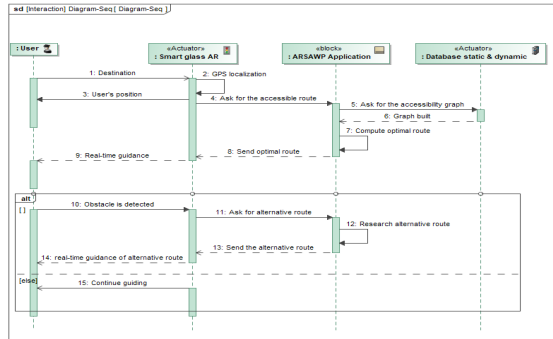 sd [Interaction] Diagram-Seq [ Diagram-Seq ]
: User
«Actuator»
: Smart glass AR
«block»
: ARSAWP Application
«Actuator»
: Database static & dynamic
1: Destination
2: GPS localization
3: User's position
4: Ask for the accessible route
5: Ask for the accessibility graph
6: Graph built
7: Compute optimal route
8: Send optimal route
9: Real-time guidance
alt
[ ]
10: Obstacle is detected
11: Ask for alternative route
12: Research alternative route
13: Send the alternative route
14: real-time guidance of alternative route
[else]
15: Continue guiding